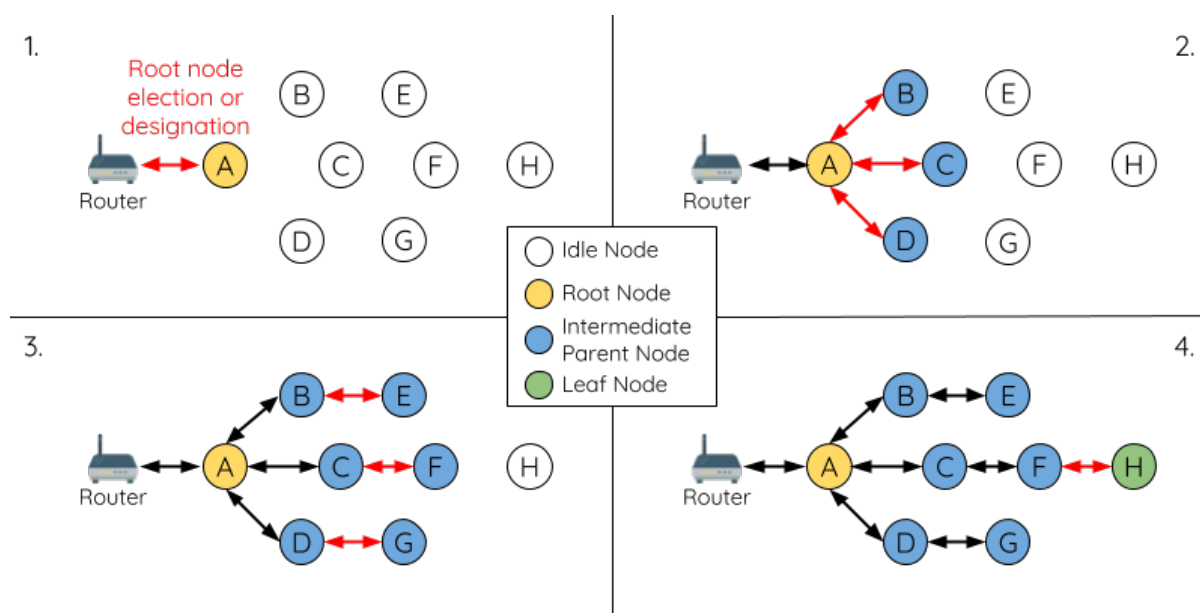 1.
Root node
election or
designation
Router
A
B
E
C
F
H
D
G
2.
Router
A
B
E
C
F
H
D
G
Idle Node
Root Node
Intermediate
Parent Node
Leaf Node
3.
Router
A
B
E
C
F
H
D
G
4.
Router
A
B
E
C
F
H
D
G